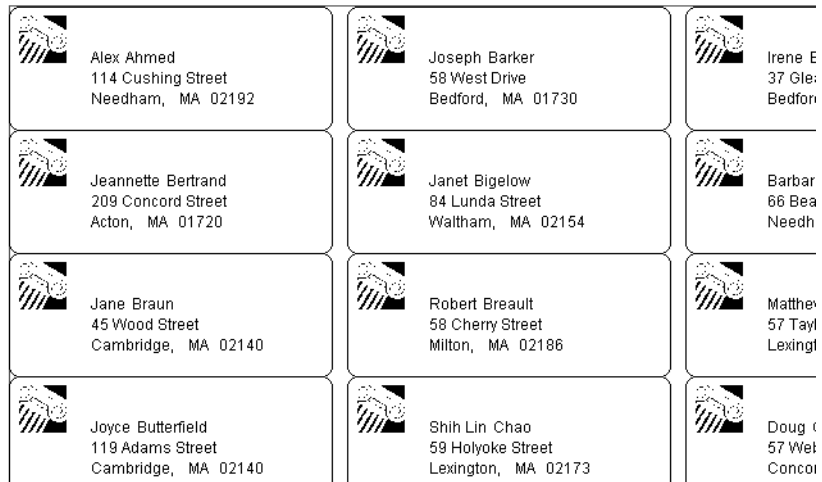 Alex Ahmed
114 Cushing Street
Needham, MA 02192
Joseph Barker
58 West Drive
Bedford, MA 01730
Irene
37
Jeannette Bertrand
209 Concord Street
Acton, MA 01720
Janet Bigelow
84 Lunda Street
Waltham, MA 02154
66
Jane Braun
45 Wood Street
Cambridge, MA 02140
Robert Breault
58 Cherry Street
Milton, MA 02186
57
Joyce Butterfield
119 Adams Street
Cambridge, MA 02140
Shih Lin Chao
59 Holyoke Street
Lexington, MA 02173
Doug
57